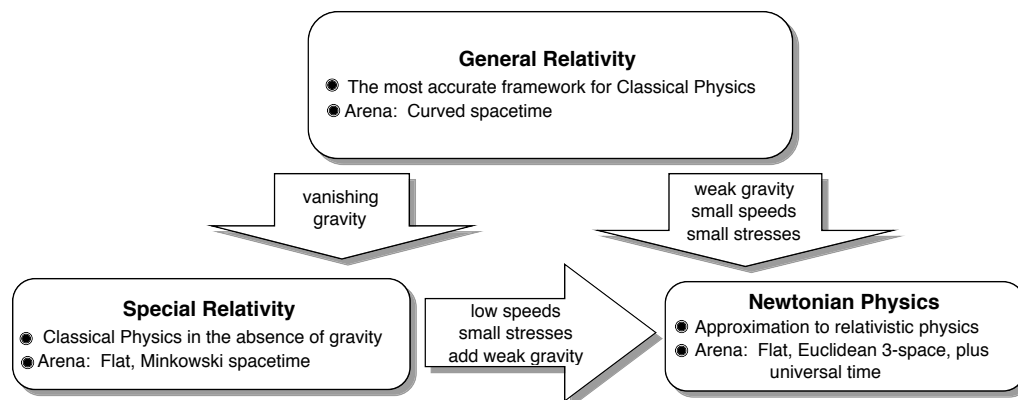 General Relativity
◉ The most accurate framework for Classical Physics
◉ Arena: Curved spacetime
vanishing
gravity
weak gravity
small speeds
small stresses
Special Relativity
◉ Classical Physics in the absence of gravity
◉ Arena: Flat, Minkowski spacetime
low speeds
small stresses
add weak gravity
Newtonian Physics
◉ Approximation to relativistic physics
◉ Arena: Flat, Euclidean 3-space, plus
universal time